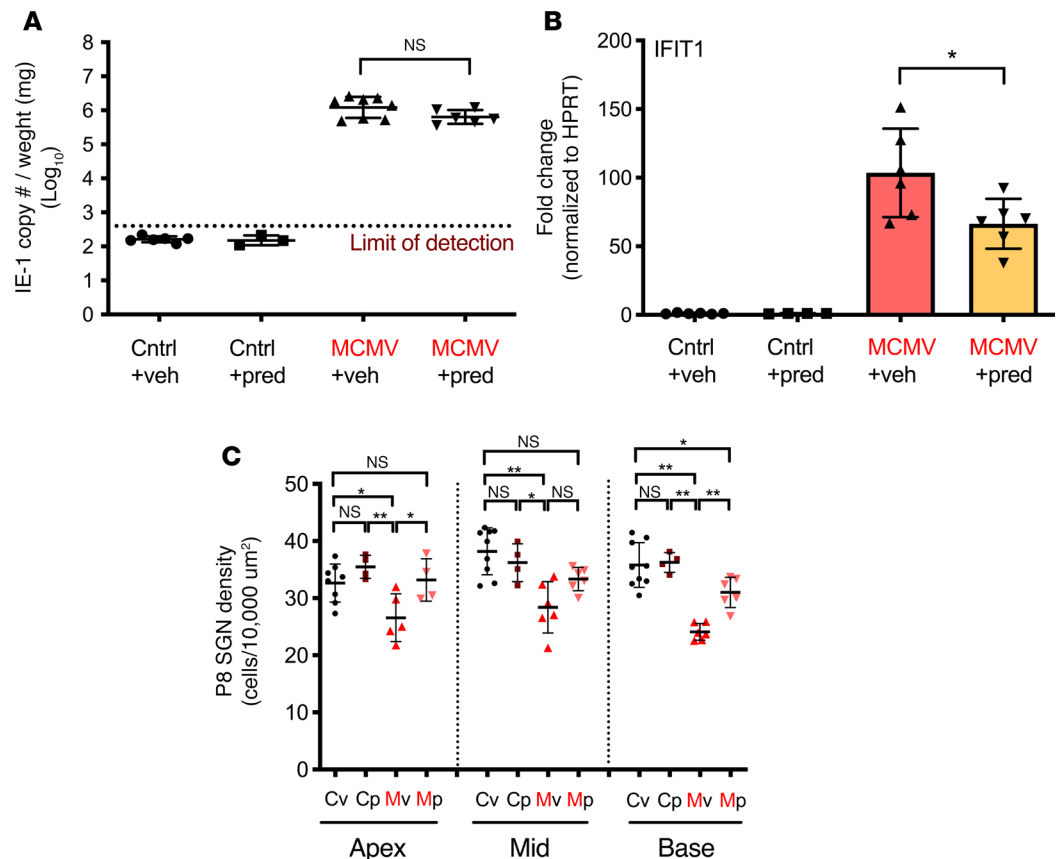 A
IE-1 copy # / weght (mg)
(Log10)
8
7
6
5
4
3
2
1
0
NS
Limit of detection
Cntrl
+veh
Cntrl
+pred
MCMV
+veh
MCMV
+pred
B
IFIT1
Fold change
(normalized to HPRT)
200
150
100
50
0
*
Cntrl
+veh
Cntrl
+pred
MCMV
+veh
MCMV
+pred
C
P8 SGN density
(cells/10,000 um²)
50
40
30
20
10
0
NS
*
NS ** *
NS
**
NS * NS
*
**
NS ** **
Cv Cp Mv Mp
Cv Cp Mv Mp
Cv Cp Mv Mp
Apex
Mid
Base